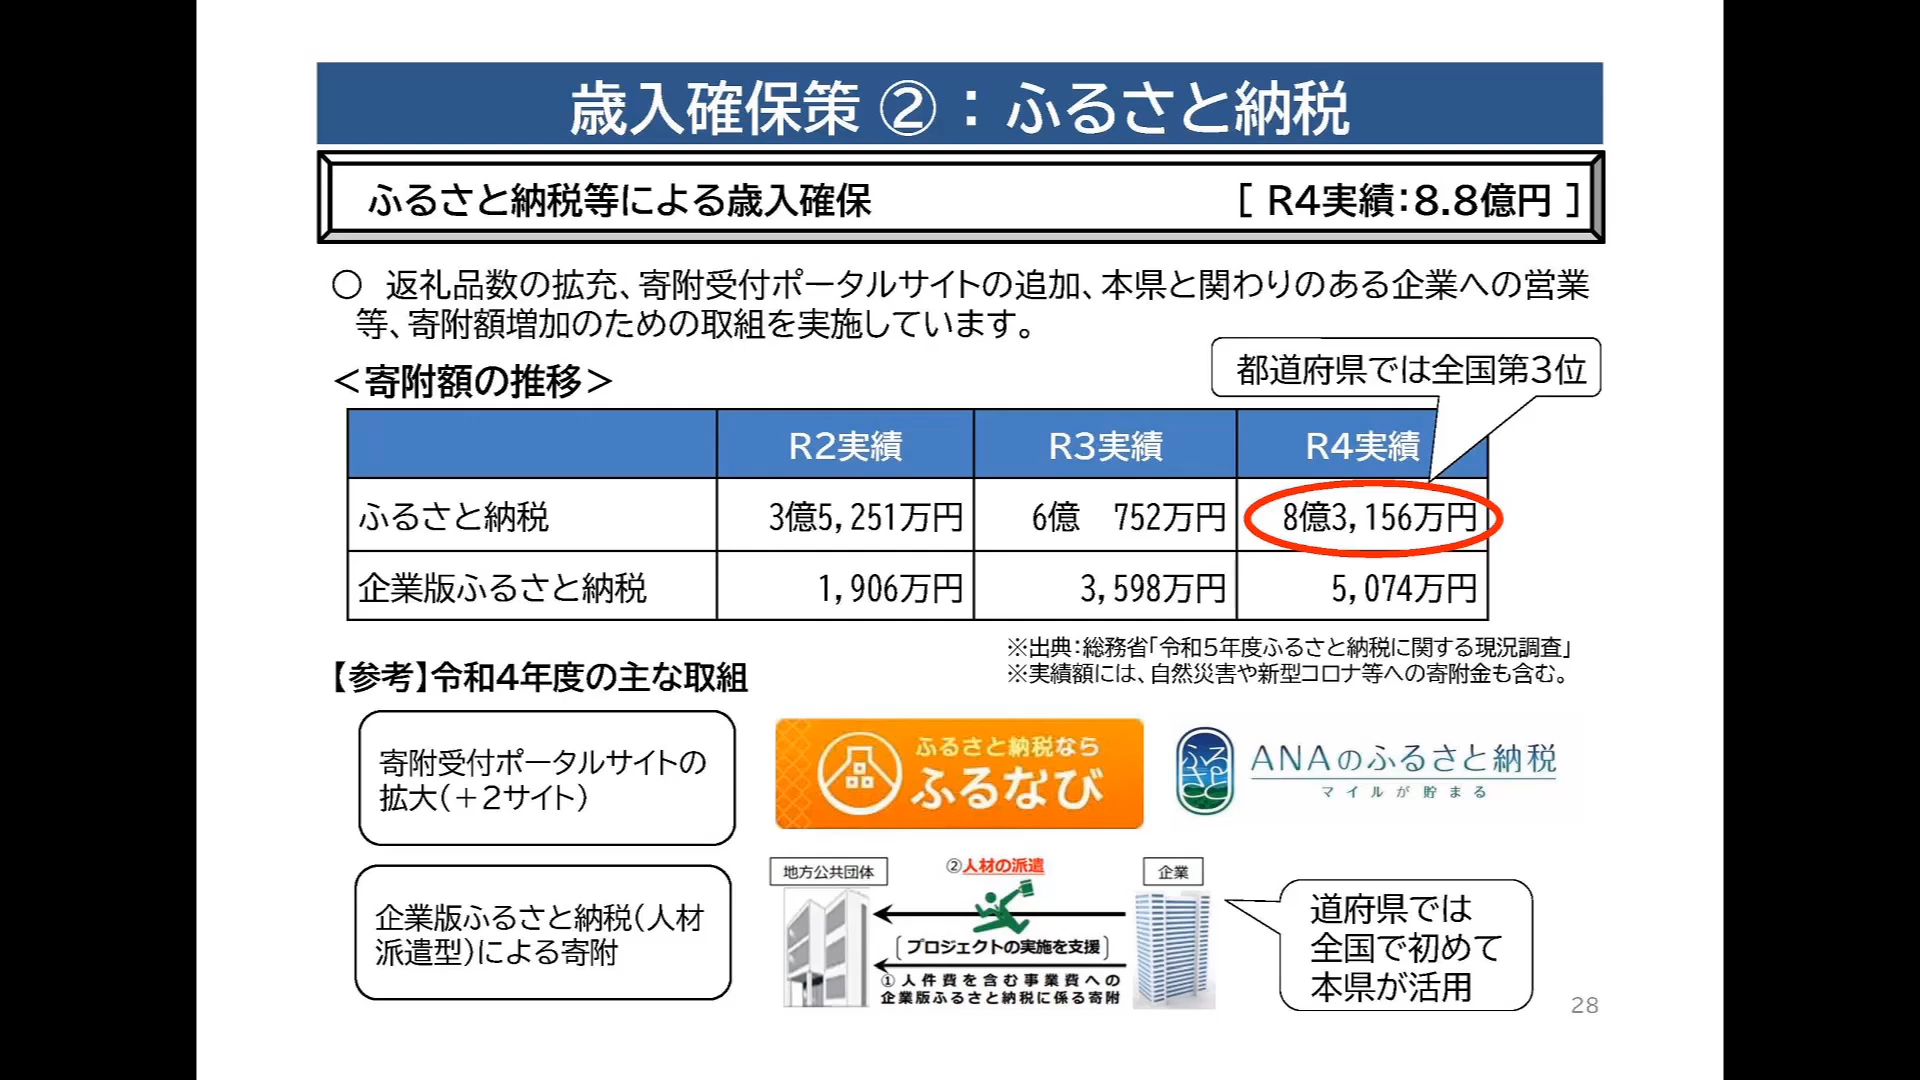 歳入確保策 ②：ふるさと納税
ふるさと納税等による歳入確保 [ R4実績：8.8億円 ]
○ 返礼品数の拡充、寄附受付ポータルサイトの追加、本県と関わりのある企業への営業
等、寄附額増加のための取組を実施しています。
都道府県では全国第3位
＜寄附額の推移＞
R2実績 R3実績 R4実績
ふるさと納税 3億5,251万円 6億 752万円 8億3,156万円
企業版ふるさと納税 1,906万円 3,598万円 5,074万円
※出典：総務省「令和5年度ふるさと納税に関する現況調査」
※実績額には、自然災害や新型コロナ等への寄附金も含む。
【参考】令和4年度の主な取組
寄附受付ポータルサイトの
拡大（＋2サイト）
ふるさと納税なら
ふるなび
ふるさと
ANAのふるさと納税
マイルが貯まる
企業版ふるさと納税（人材
派遣型）による寄附
地方公共団体
②人材の派遣
企業
プロジェクトの実施を支援
①人件費を含む事業費への
企業版ふるさと納税に係る寄附
道府県では
全国で初めて
本県が活用
28